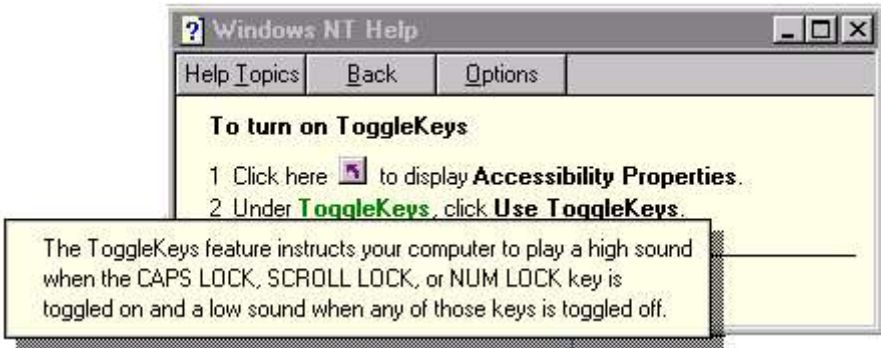 Windows NT Help
Help Topics Back Options
To turn on ToggleKeys
1 Click here to display Accessibility Properties.
2 Under ToggleKeys, click Use ToggleKeys.
The ToggleKeys feature instructs your computer to play a high sound
when the CAPS LOCK, SCROLL LOCK, or NUM LOCK key is
toggled on and a low sound when any of those keys is toggled off.